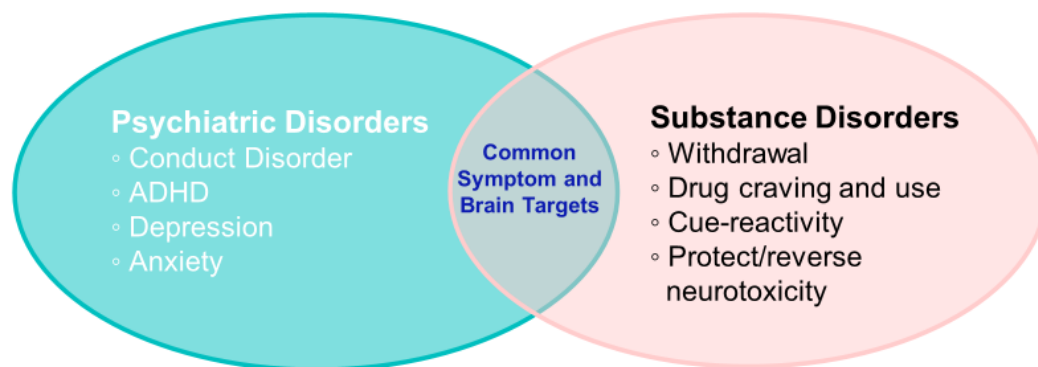 Psychiatric Disorders
◦ Conduct Disorder
◦ ADHD
◦ Depression
◦ Anxiety
Common
Symptom and
Brain Targets
Substance Disorders
◦ Withdrawal
◦ Drug craving and use
◦ Cue-reactivity
◦ Protect/reverse
neurotoxicity